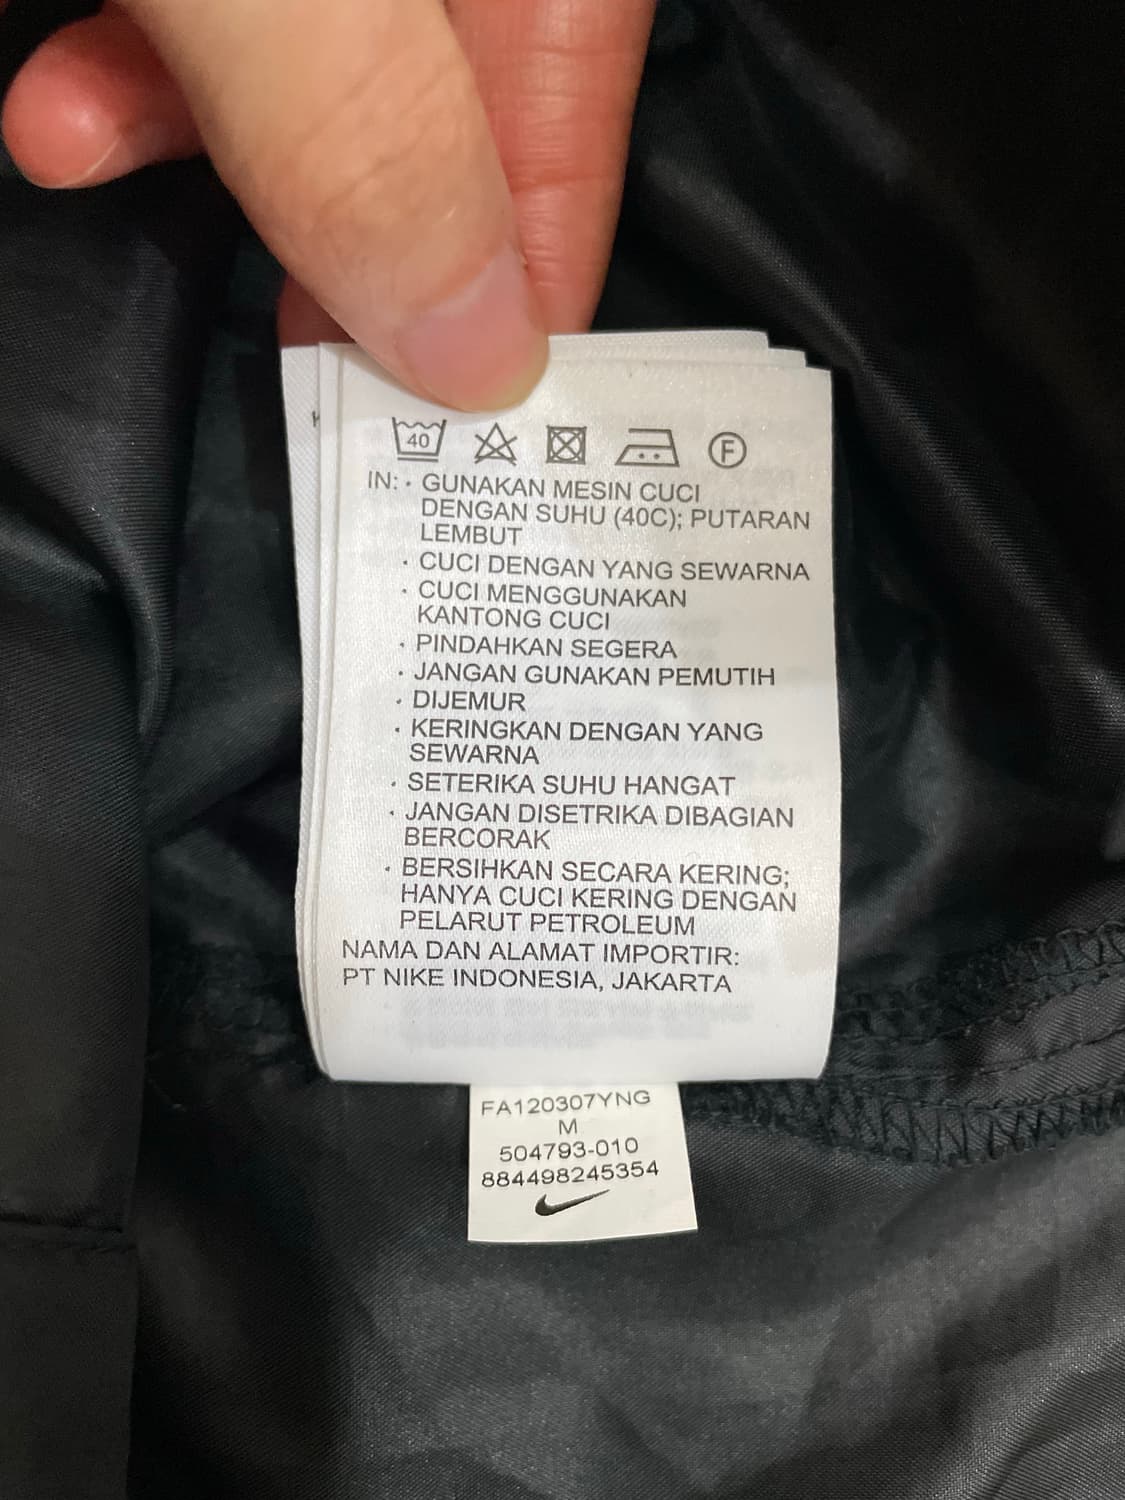 40
F
IN: · GUNAKAN MESIN CUCI
DENGAN SUHU (40C); PUTARAN
LEMBUT
· CUCI DENGAN YANG SEWARNA
· CUCI MENGGUNAKAN
KANTONG CUCI
· PINDAHKAN SEGERA
· JANGAN GUNAKAN PEMUTIH
· DIJEMUR
· KERINGKAN DENGAN YANG
SEWARNA
· SETERIKA SUHU HANGAT
· JANGAN DISETRIKA DIBAGIAN
BERCORAK
· BERSIHKAN SECARA KERING;
HANYA CUCI KERING DENGAN
PELARUT PETROLEUM
NAMA DAN ALAMAT IMPORTIR:
PT NIKE INDONESIA, JAKARTA
FA120307YNG
M
504793-010
884498245354